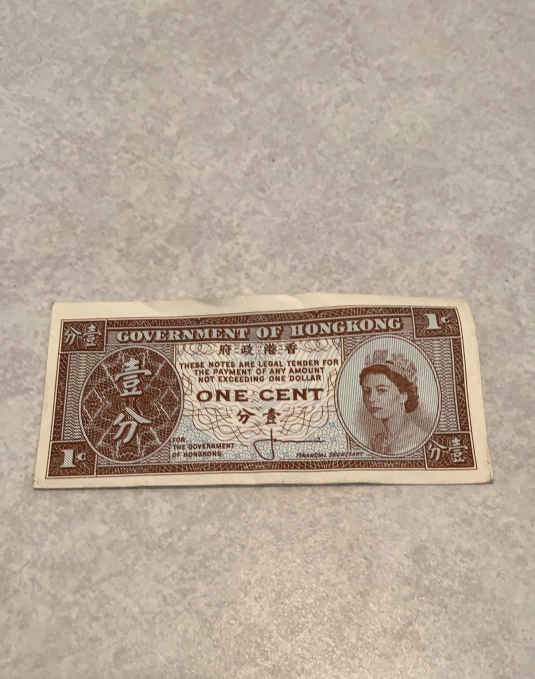 分壹
GOVERNMENT OF HONGKONG
1¢
府政港香
THESE NOTES ARE LEGAL TENDER FOR
THE PAYMENT OF ANY AMOUNT
NOT EXCEEDING ONE DOLLAR
壹
分
ONE CENT
分壹
FOR
THE GOVERNMENT
OF HONGKONG
FINANCIAL SECRETARY
1¢
分壹